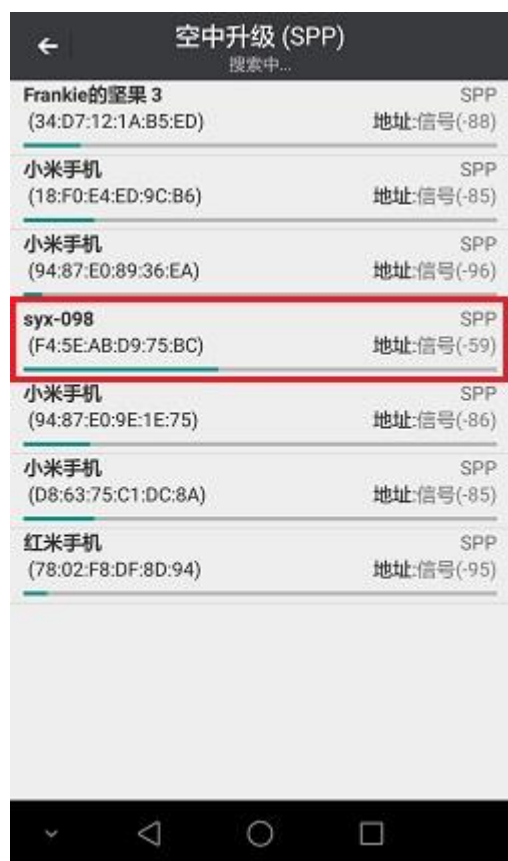 空中升级 (SPP)
搜索中...
Frankie的坚果 3 SPP
(34:D7:12:1A:B5:ED) 地址:信号(-88)
小米手机 SPP
(18:F0:E4:ED:9C:B6) 地址:信号(-85)
小米手机 SPP
(94:87:E0:89:36:EA) 地址:信号(-96)
syx-098 SPP
(F4:5E:AB:D9:75:BC) 地址:信号(-59)
小米手机 SPP
(94:87:E0:9E:1E:75) 地址:信号(-86)
小米手机 SPP
(D8:63:75:C1:DC:8A) 地址:信号(-85)
红米手机 SPP
(78:02:F8:DF:8D:94) 地址:信号(-95)